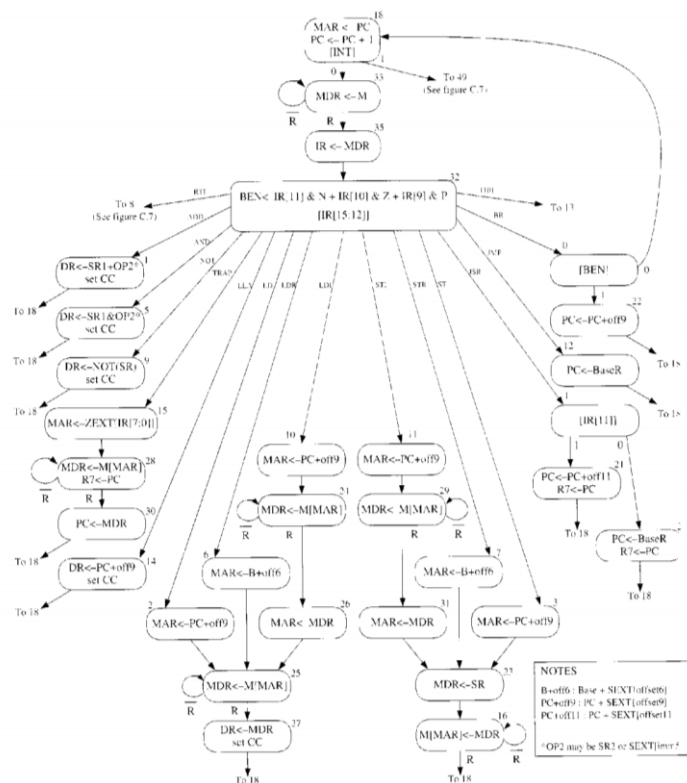 18
MAR <- PC
PC <- PC + 1
[INT]
1
0
To 49
(See figure C.7)
33
MDR <- M
R
R
35
IR <- MDR
32
BEN< IR[11] & N + IR[10] & Z + IR[9] & P
[IR[15:12]]
RTI
To 8
(See figure C.7)
To 13
ADD
AND
NOT
TRAP
LEA
LD
LDR
LDI
STI
STR
ST
JSR
JMP
BR
1
DR<-SR1+OP2*
set CC
To 18
5
DR<-SR1&OP2*
set CC
To 18
9
DR<-NOT(SR)
set CC
To 18
15
MAR<-ZEXT[IR[7:0]]
28
MDR<-M[MAR]
R7<-PC
R
R
30
PC<-MDR
To 18
14
DR<-PC+off9
set CC
To 18
0
[BEN]
0
1
22
PC<-PC+off9
To 18
12
PC<-BaseR
To 18
[IR[11]]
1
0
21
PC<-PC+off11
R7<-PC
To 18
PC<-BaseR
R7<-PC
To 18
10
MAR<-PC+off9
11
MAR<-PC+off9
MDR<-M[MAR]
R
R
29
MDR<-M[MAR]
R
R
6
MAR<-B+off6
7
MAR<-B+off6
2
MAR<-PC+off9
26
MAR<-MDR
31
MAR<-MDR
3
MAR<-PC+off9
25
MDR<-M[MAR]
R
R
27
DR<-MDR
set CC
To 18
23
MDR<-SR
16
M[MAR]<-MDR
R
R
To 18
NOTES
B+off6 : Base + SEXT[offset6]
PC+off9 : PC + SEXT[offset9]
PC+off11 : PC + SEXT[offset11
*OP2 may be SR2 or SEXT[imm5